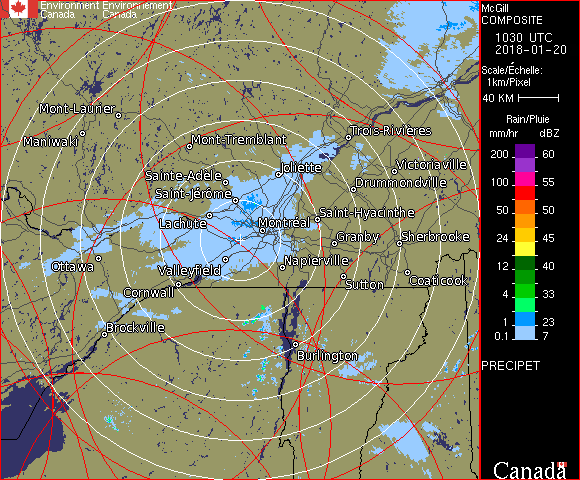 Environment Environnement
Canada Canada
McGill
COMPOSITE
1030 UTC
2018-01-20
Scale/Échelle:
1km/Pixel
40 KM
Rain/Pluie
mm/hr dBZ
200 60
55
100 55
50 50
24 45
12 40
4 33
1 23
0.1 7
PRECIPET
Canada
Mont-Laurier
Maniwaki
Mont-Tremblant
Trois-Rivières
Sainte-Adèle
Joliette
Victoriaville
Saint-Jérôme
Drummondville
Lachute
Montréal
Saint-Hyacinthe
Granby
Sherbrooke
Ottawa
Valleyfield
Napierville
Cornwall
Sutton
Coaticook
Brockville
Burlington